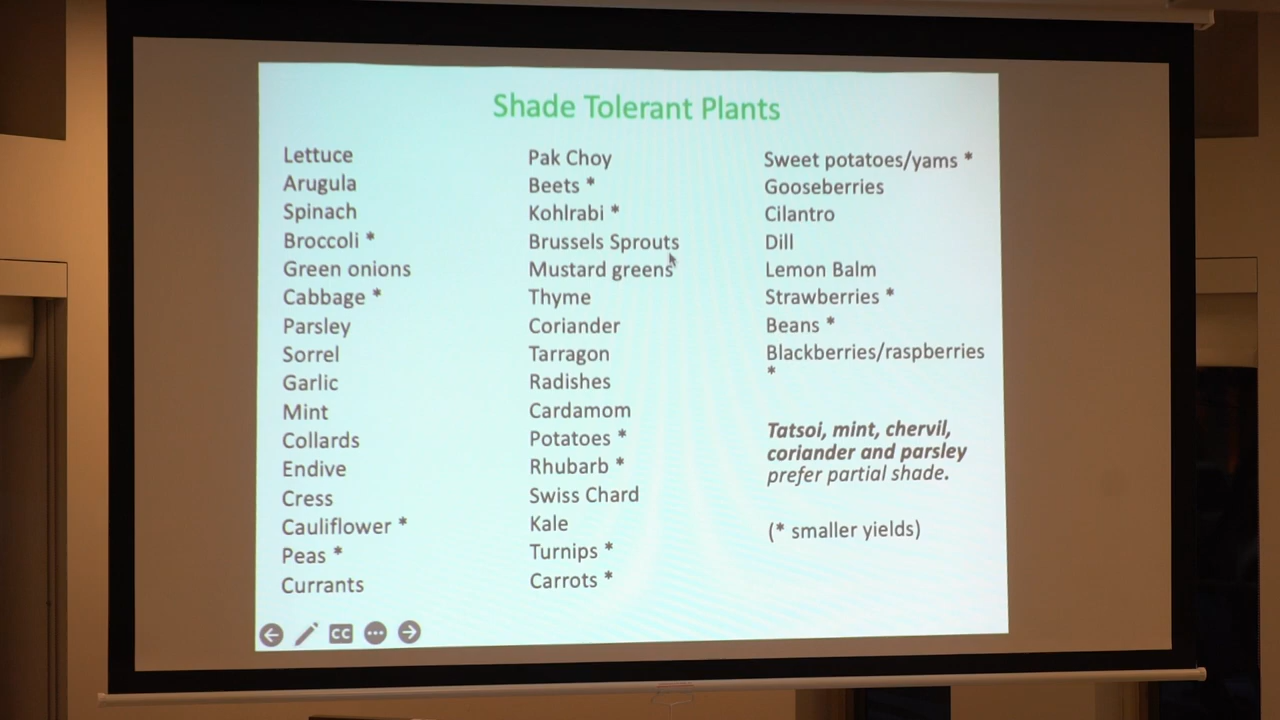 Shade Tolerant Plants
Lettuce
Arugula
Spinach
Broccoli *
Green onions
Cabbage *
Parsley
Sorrel
Garlic
Mint
Collards
Endive
Cress
Cauliflower *
Peas *
Currants
Pak Choy
Beets *
Kohlrabi *
Brussels Sprouts
Mustard greens
Thyme
Coriander
Tarragon
Radishes
Cardamom
Potatoes *
Rhubarb *
Swiss Chard
Kale
Turnips *
Carrots *
Sweet potatoes/yams *
Gooseberries
Cilantro
Dill
Lemon Balm
Strawberries *
Beans *
Blackberries/raspberries
*
Tatsoi, mint, chervil,
coriander and parsley
prefer partial shade.
(* smaller yields)
CC